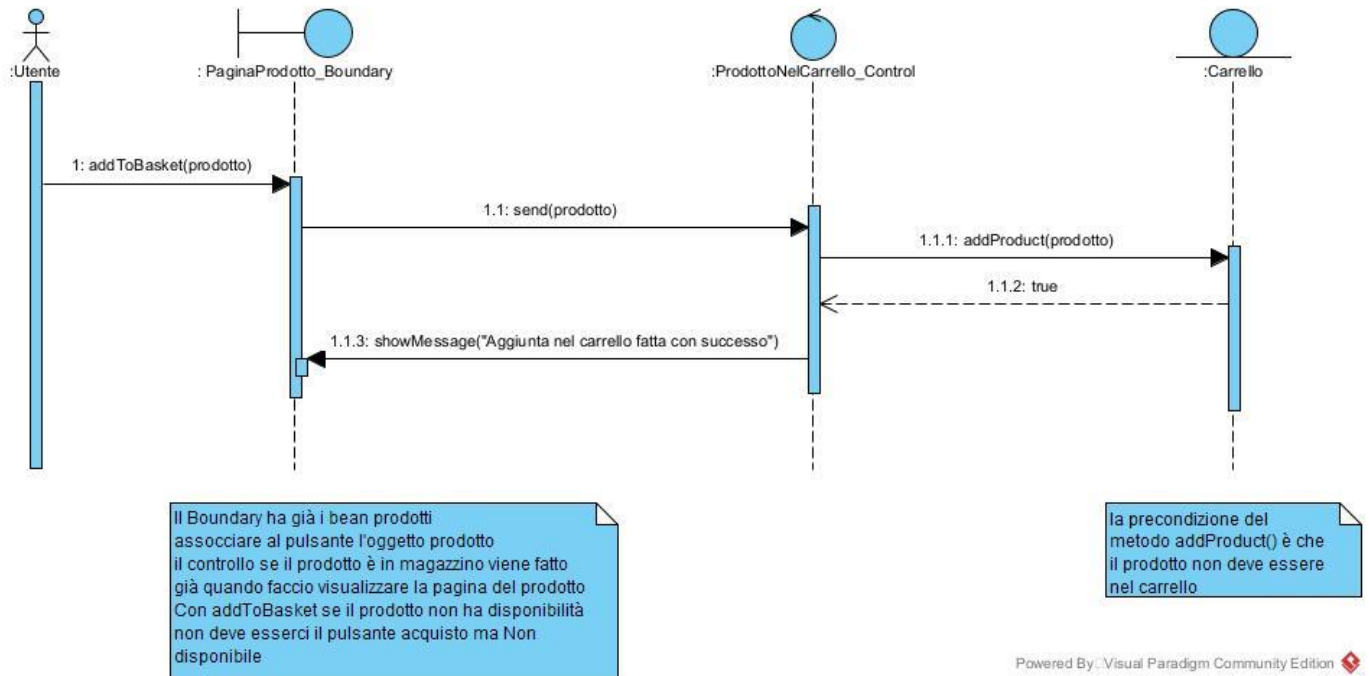 :Utente
: PaginaProdotto_Boundary
:ProdottoNelCarrello_Control
:Carrello
1: addToBasket(prodotto)
1.1: send(prodotto)
1.1.1: addProduct(prodotto)
1.1.2: true
1.1.3: showMessage("Aggiunta nel carrello fatta con successo")
Il Boundary ha già i bean prodotti
associare al pulsante l'oggetto prodotto
il controllo se il prodotto è in magazzino viene fatto
già quando faccio visualizzare la pagina del prodotto
Con addToBasket se il prodotto non ha disponibilità
non deve esserci il pulsante acquisto ma Non
disponibile
la precondizione del
metodo addProduct() è che
il prodotto non deve essere
nel carrello
Powered By Visual Paradigm Community Edition